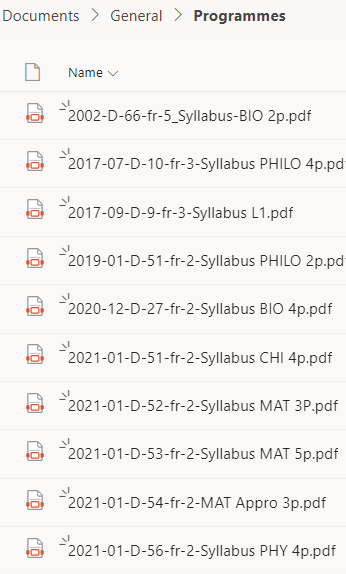 Documents > General > Programmes
Name
2002-D-66-fr-5_Syllabus-BIO 2p.pdf
2017-07-D-10-fr-3-Syllabus PHILO 4p.pdf
2017-09-D-9-fr-3-Syllabus L1.pdf
2019-01-D-51-fr-2-Syllabus PHILO 2p.pdf
2020-12-D-27-fr-2-Syllabus BIO 4p.pdf
2021-01-D-51-fr-2-Syllabus CHI 4p.pdf
2021-01-D-52-fr-2-Syllabus MAT 3P.pdf
2021-01-D-53-fr-2-Syllabus MAT 5p.pdf
2021-01-D-54-fr-2-MAT Appro 3p.pdf
2021-01-D-56-fr-2-Syllabus PHY 4p.pdf